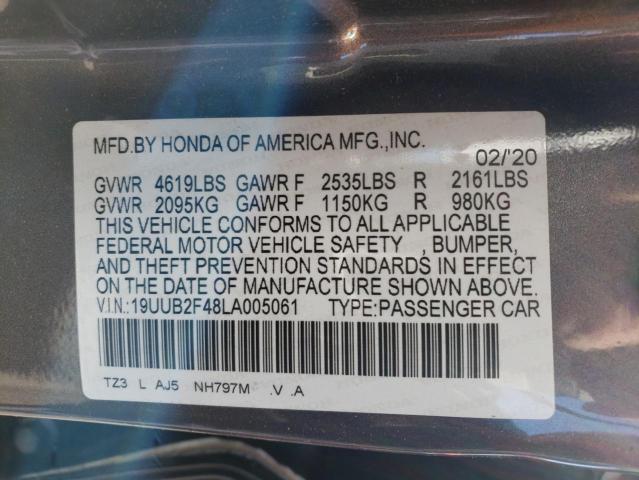 MFD.BY HONDA OF AMERICA MFG.,INC.
02/'20
GVWR 4619LBS GAWR F 2535LBS R 2161LBS
GVWR 2095KG GAWR F 1150KG R 980KG
THIS VEHICLE CONFORMS TO ALL APPLICABLE
FEDERAL MOTOR VEHICLE SAFETY , BUMPER,
AND THEFT PREVENTION STANDARDS IN EFFECT
ON THE DATE OF MANUFACTURE SHOWN ABOVE.
V.I.N.:19UUB2F48LA005061 TYPE:PASSENGER CAR
TZ3 L AJ5 NH797M .V .A